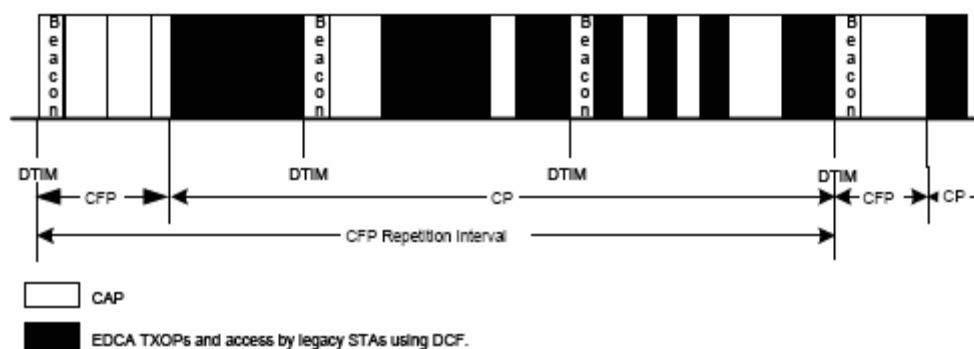 Beacon
Beacon
Beacon
Beacon
DTIM
DTIM
DTIM
DTIM
CFP
CP
CFP
CP
CFP Repetition Interval
CAP
EDCA TXOPs and access by legacy STAs using DCF.